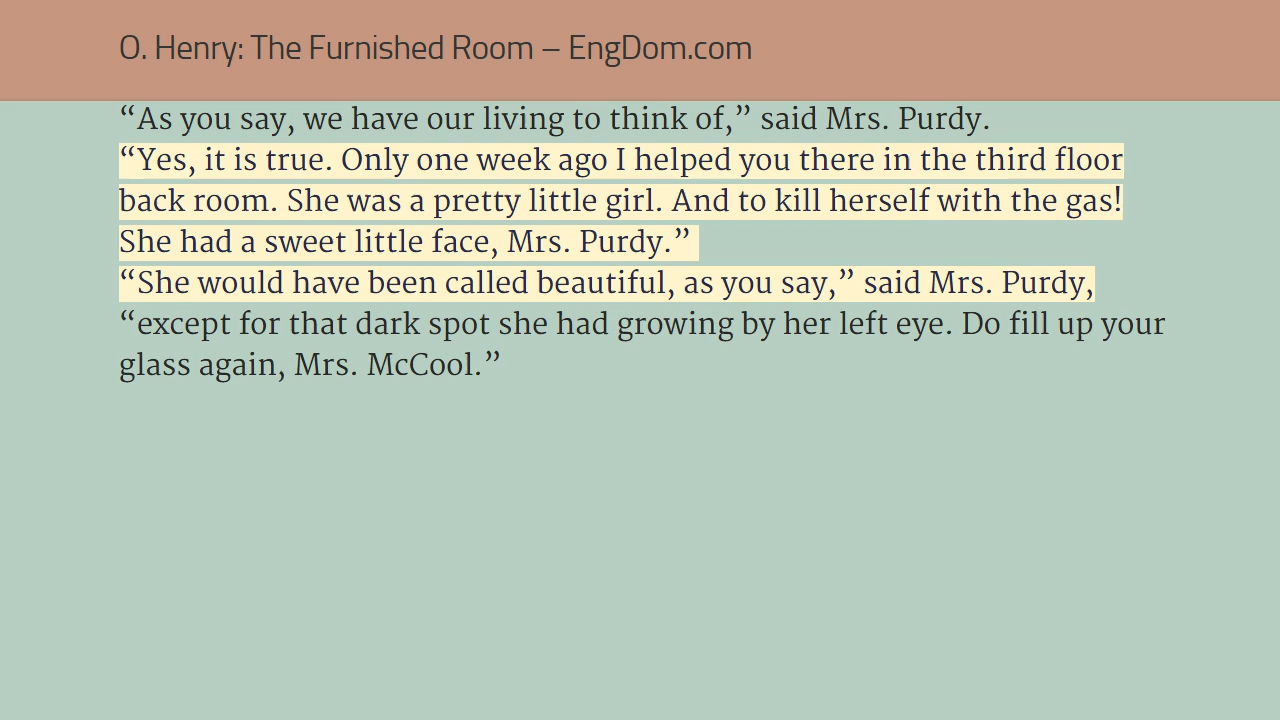 O. Henry: The Furnished Room – EngDom.com
“As you say, we have our living to think of,” said Mrs. Purdy.
“Yes, it is true. Only one week ago I helped you there in the third floor
back room. She was a pretty little girl. And to kill herself with the gas!
She had a sweet little face, Mrs. Purdy.”
“She would have been called beautiful, as you say,” said Mrs. Purdy,
“except for that dark spot she had growing by her left eye. Do fill up your
glass again, Mrs. McCool.”